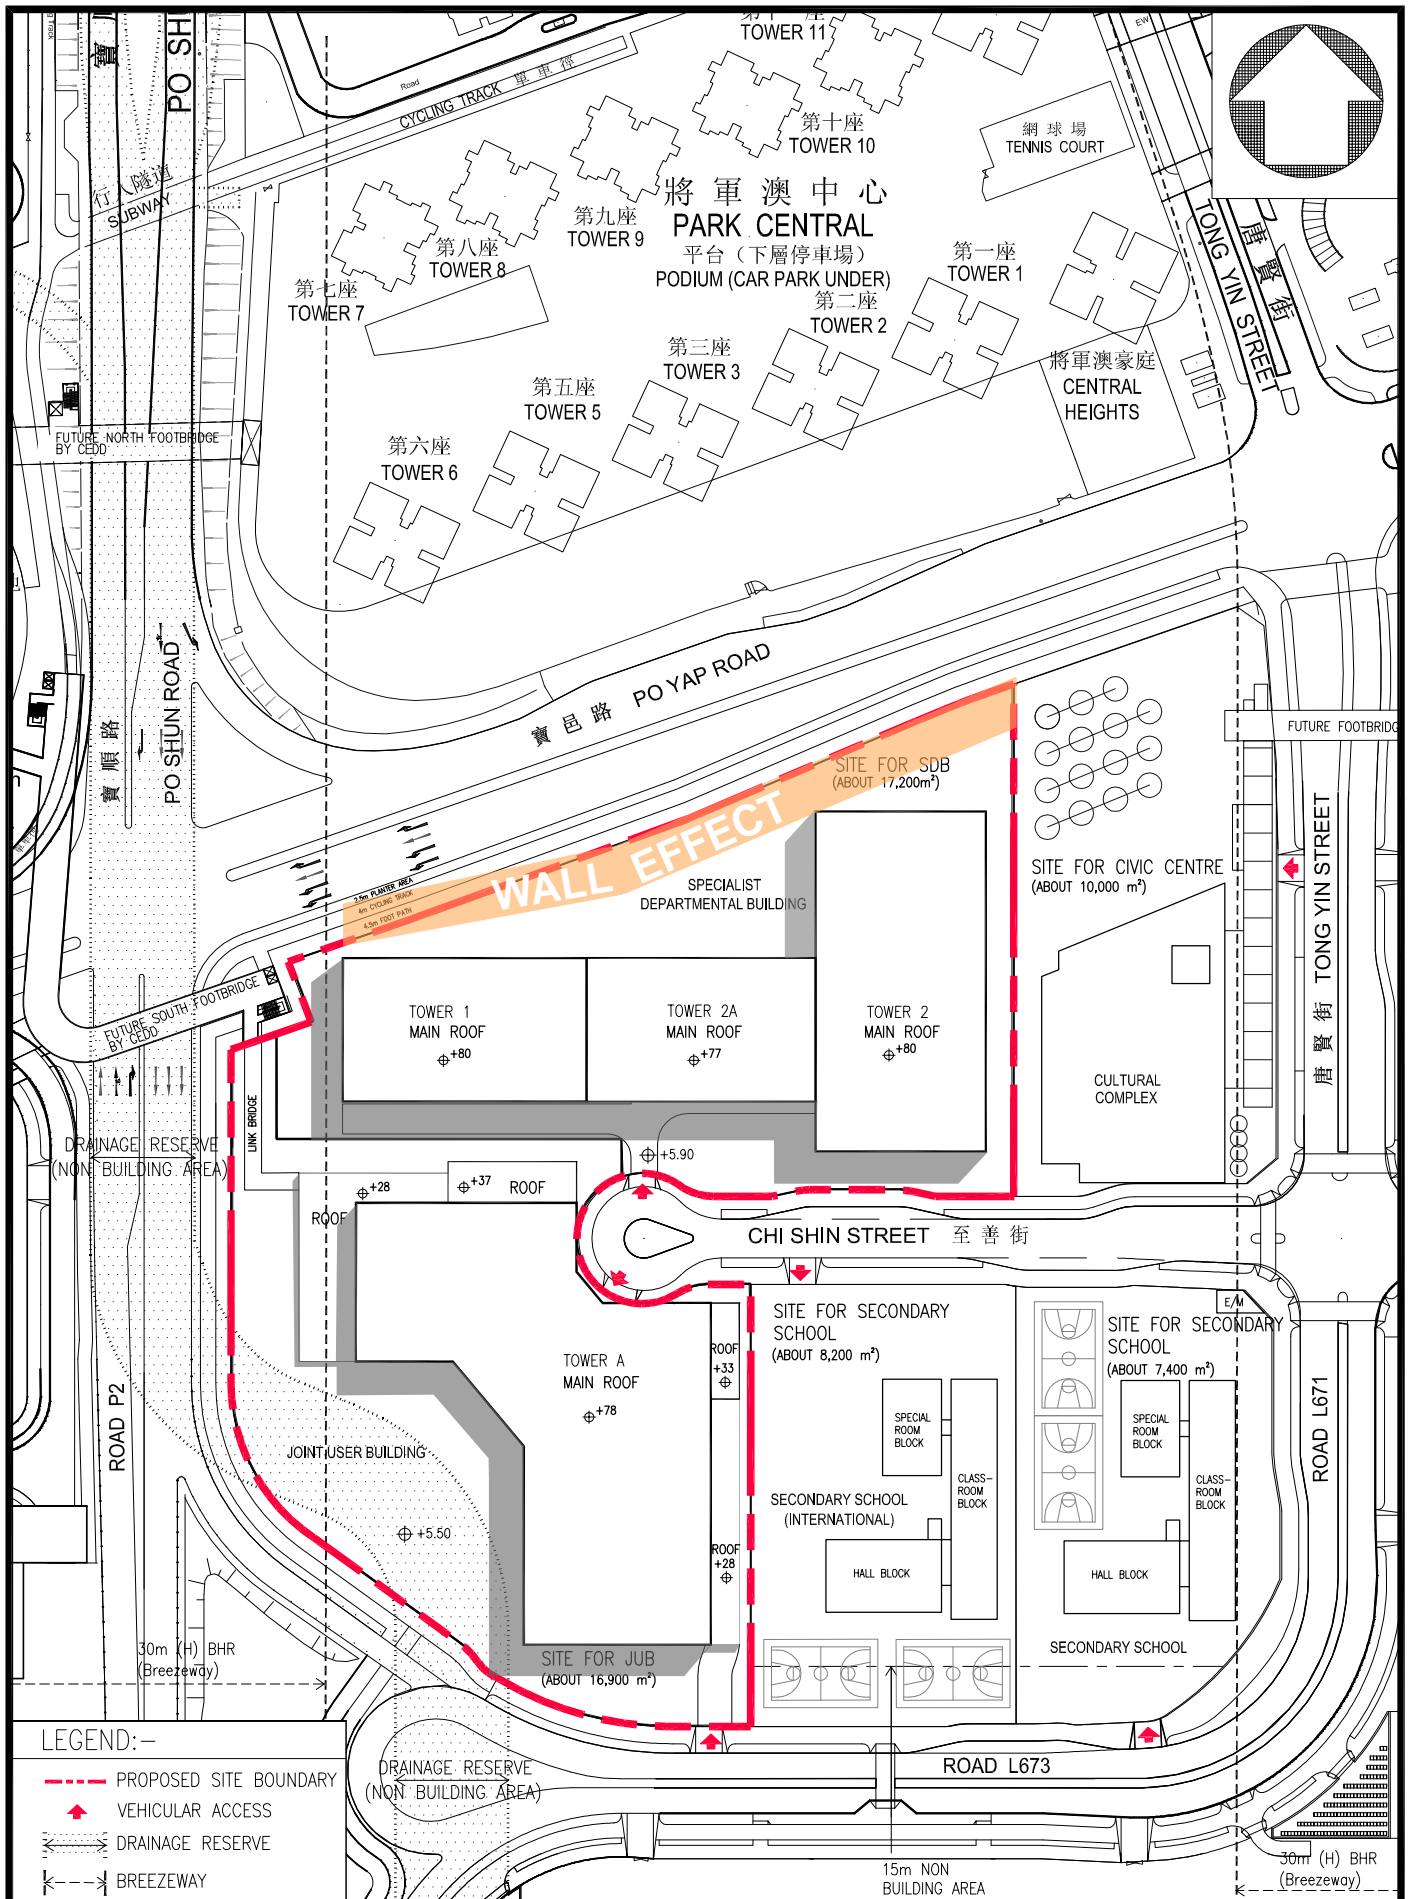 寶
PO SH
第十一座
TOWER 11
EW
Road
CYCLING TRACK 單車徑
第十座
TOWER 10
網球場
TENNIS COURT
行人隧道
SUBWAY
將軍澳中心
PARK CENTRAL
平台（下層停車場）
PODIUM (CAR PARK UNDER)
第九座
TOWER 9
第八座
TOWER 8
第七座
TOWER 7
第一座
TOWER 1
第二座
TOWER 2
第三座
TOWER 3
第五座
TOWER 5
第六座
TOWER 6
將軍澳豪庭
CENTRAL
HEIGHTS
TONG YIN STREET
唐賢街
FUTURE NORTH FOOTBRIDGE
BY CEDD
PO SHUN ROAD
寶順路
寶邑路 PO YAP ROAD
FUTURE FOOTBRIDG
SITE FOR SDB
(ABOUT 17,200m²)
WALL EFFECT
2.5m PLANTER AREA
4m CYCLING TRACK
4.5m FOOT PATH
SPECIALIST
DEPARTMENTAL BUILDING
SITE FOR CIVIC CENTRE
(ABOUT 10,000 m²)
唐賢街 TONG YIN STREET
FUTURE SOUTH FOOTBRIDGE
BY CEDD
TOWER 1
MAIN ROOF
+80
TOWER 2A
MAIN ROOF
+77
TOWER 2
MAIN ROOF
+80
CULTURAL
COMPLEX
LINK BRIDGE
DRAINAGE RESERVE
(NON BUILDING AREA)
+5.90
+28
+37 ROOF
ROOF
CHI SHIN STREET 至善街
E/M
SITE FOR SECONDARY
SCHOOL
(ABOUT 8,200 m²)
SITE FOR SECONDARY
SCHOOL
(ABOUT 7,400 m²)
TOWER A
MAIN ROOF
+78
ROOF
+33
ROAD P2
JOINT USER BUILDING
SPECIAL
ROOM
BLOCK
CLASS-
ROOM
BLOCK
SPECIAL
ROOM
BLOCK
CLASS-
ROOM
BLOCK
ROAD L671
SECONDARY SCHOOL
(INTERNATIONAL)
+5.50
ROOF
+28
HALL BLOCK
HALL BLOCK
30m (H) BHR
(Breezeway)
SITE FOR JUB
(ABOUT 16,900 m²)
SECONDARY SCHOOL
LEGEND:-
PROPOSED SITE BOUNDARY
VEHICULAR ACCESS
DRAINAGE RESERVE
BREEZEWAY
DRAINAGE RESERVE
(NON BUILDING AREA)
ROAD L673
15m NON
BUILDING AREA
30m (H) BHR
(Breezeway)